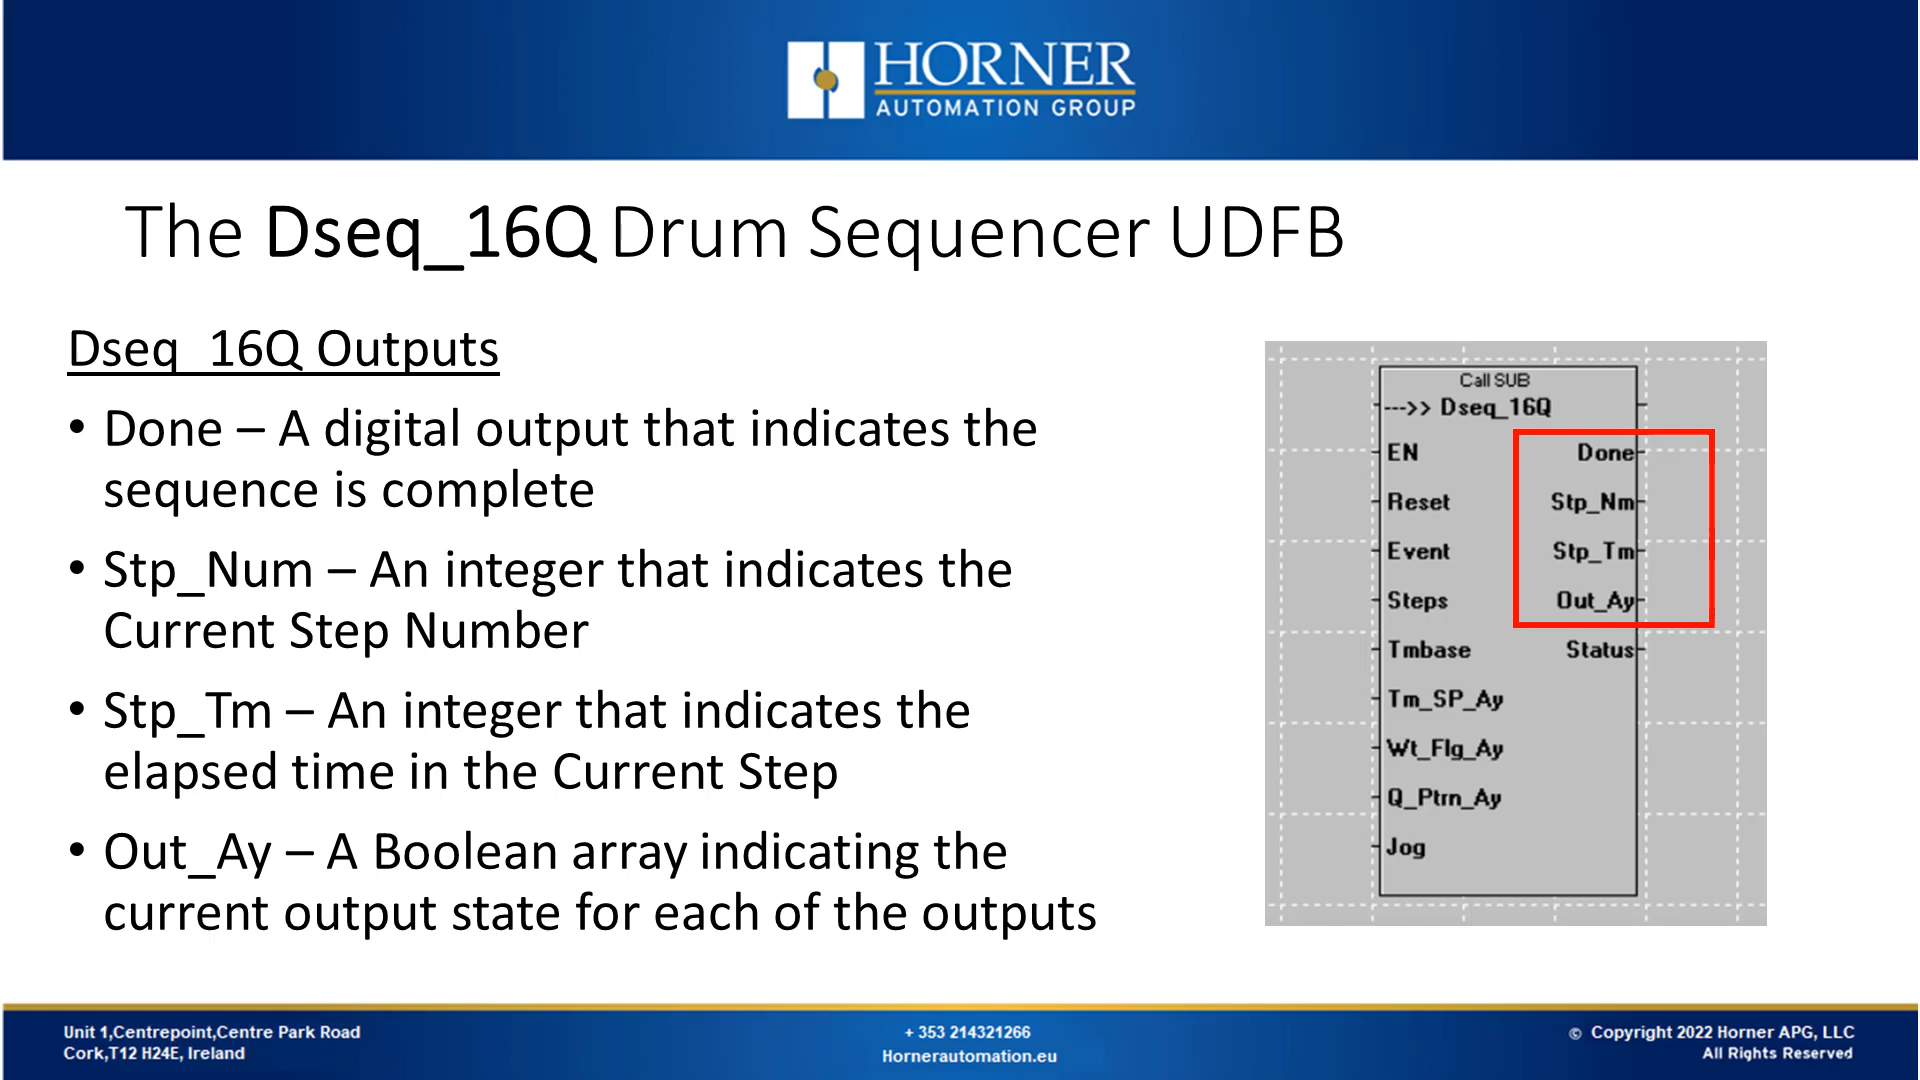 HORNER
AUTOMATION GROUP
The Dseq_16Q Drum Sequencer UDFB
Dseq_16Q Outputs
• Done – A digital output that indicates the
sequence is complete
• Stp_Num – An integer that indicates the
Current Step Number
• Stp_Tm – An integer that indicates the
elapsed time in the Current Step
• Out_Ay – A Boolean array indicating the
current output state for each of the outputs
Call SUB
--->> Dseq_16Q
EN Done
Reset Stp_Nm
Event Stp_Tm
Steps Out_Ay
Tmbase Status
Tm_SP_Ay
Wt_Flg_Ay
Q_Ptrn_Ay
Jog
Unit 1,Centrepoint,Centre Park Road
Cork,T12 H24E, Ireland
+ 353 214321266
Hornerautomation.eu
© Copyright 2022 Horner APG, LLC
All Rights Reserved